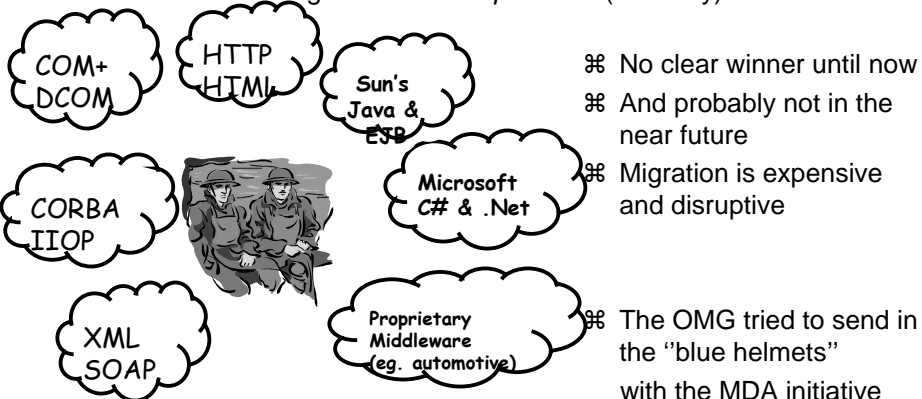 COM+
DCOM
HTTP
HTML
Sun's
Java &
EJB
⌘ No clear winner until now
⌘ And probably not in the
near future
⌘ Migration is expensive
and disruptive
Microsoft
C# & .Net
CORBA
IIOP
XML
SOAP
Proprietary
Middleware
(eg. automotive)
⌘ The OMG tried to send in
the ''blue helmets''
with the MDA initiative